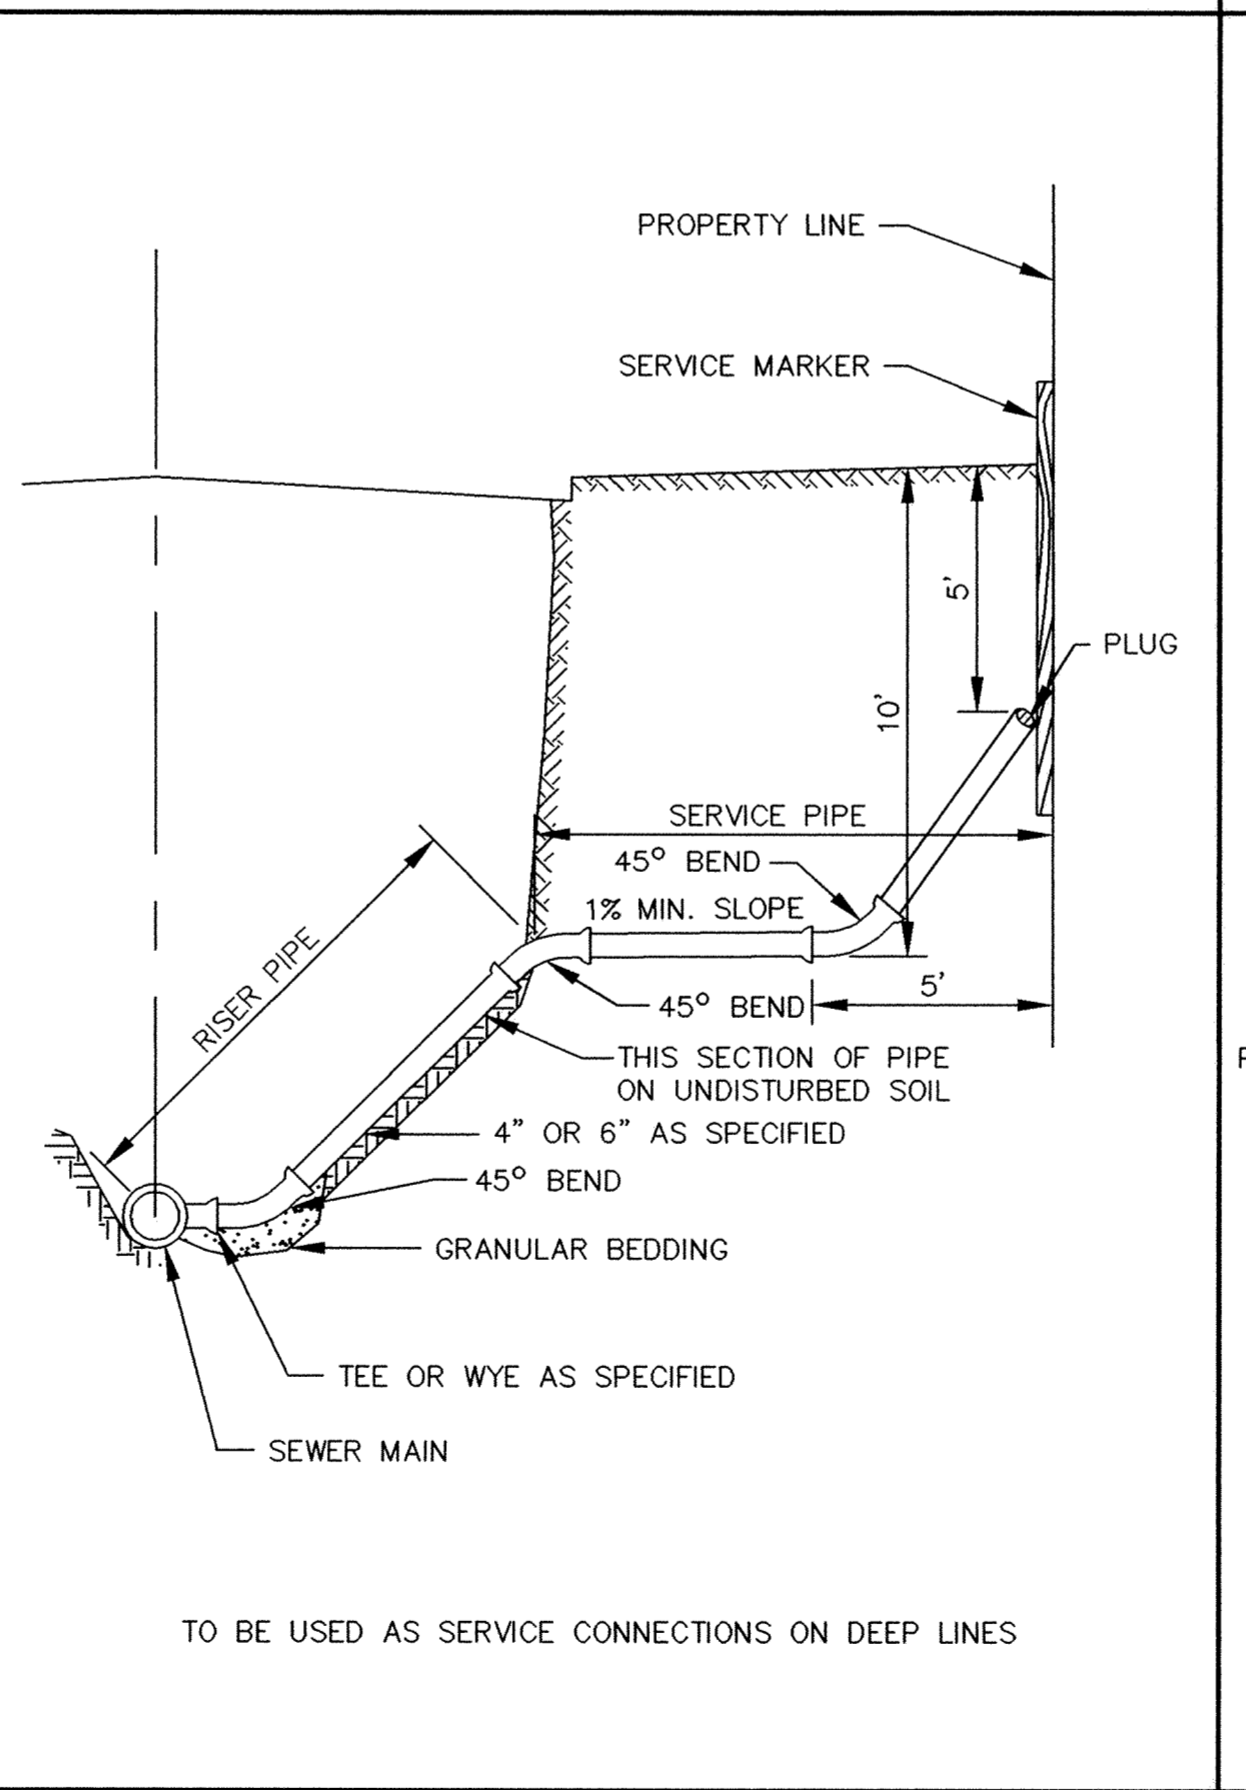 PROPERTY LINE
SERVICE MARKER
5'
PLUG
10'
SERVICE PIPE
45° BEND
1% MIN. SLOPE
RISER PIPE
5'
45° BEND
THIS SECTION OF PIPE
ON UNDISTURBED SOIL
4" OR 6" AS SPECIFIED
45° BEND
GRANULAR BEDDING
TEE OR WYE AS SPECIFIED
SEWER MAIN
TO BE USED AS SERVICE CONNECTIONS ON DEEP LINES